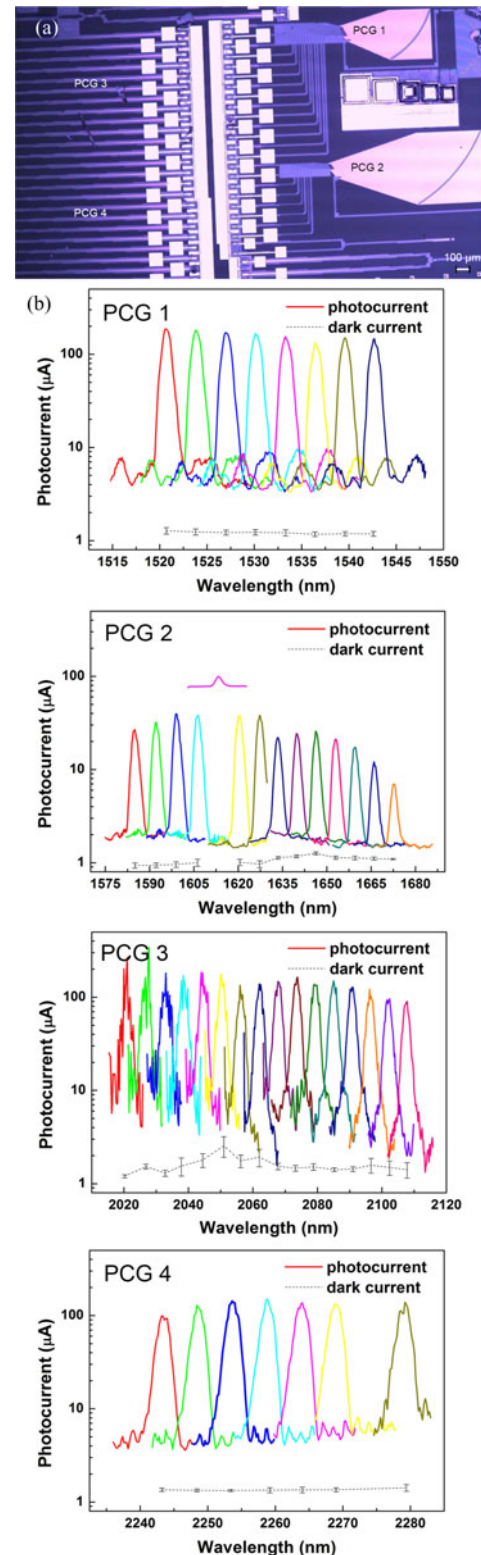 (a)
PCG 1
PCG 3
PCG 2
PCG 4
100 µm
(b)
PCG 1
photocurrent
dark current
100
10
1
Photocurrent (µA)
1515 1520 1525 1530 1535 1540 1545 1550
Wavelength (nm)
PCG 2
photocurrent
dark current
100
10
1
Photocurrent (µA)
1575 1590 1605 1620 1635 1650 1665 1680
Wavelength (nm)
PCG 3
photocurrent
dark current
100
10
1
Photocurrent (µA)
2020 2040 2060 2080 2100 2120
Wavelength (nm)
PCG 4
photocurrent
dark current
100
10
1
Photocurrent (µA)
2240 2250 2260 2270 2280
Wavelength (nm)